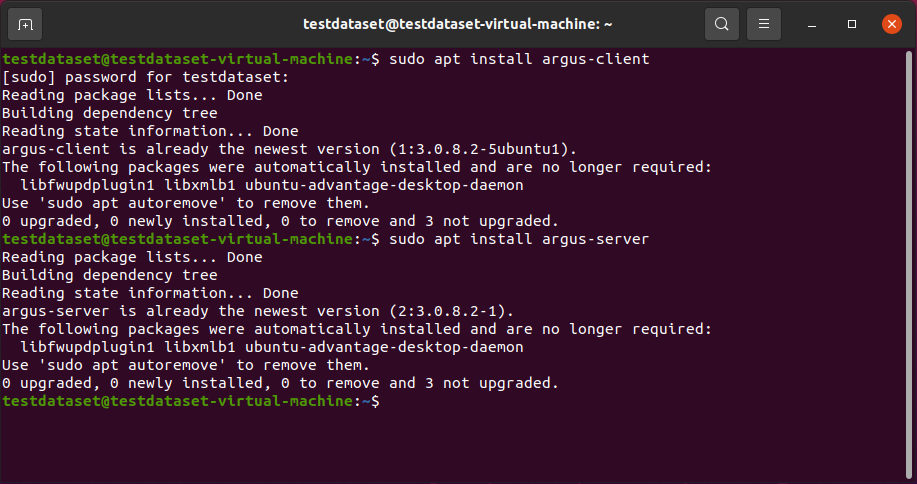 testdataset@testdataset-virtual-machine: ~
testdataset@testdataset-virtual-machine:~$ sudo apt install argus-client
[sudo] password for testdataset:
Reading package lists... Done
Building dependency tree
Reading state information... Done
argus-client is already the newest version (1:3.0.8.2-5ubuntu1).
The following packages were automatically installed and are no longer required:
  libfwupdplugin1 libxmlb1 ubuntu-advantage-desktop-daemon
Use 'sudo apt autoremove' to remove them.
0 upgraded, 0 newly installed, 0 to remove and 3 not upgraded.
testdataset@testdataset-virtual-machine:~$ sudo apt install argus-server
Reading package lists... Done
Building dependency tree
Reading state information... Done
argus-server is already the newest version (2:3.0.8.2-1).
The following packages were automatically installed and are no longer required:
  libfwupdplugin1 libxmlb1 ubuntu-advantage-desktop-daemon
Use 'sudo apt autoremove' to remove them.
0 upgraded, 0 newly installed, 0 to remove and 3 not upgraded.
testdataset@testdataset-virtual-machine:~$